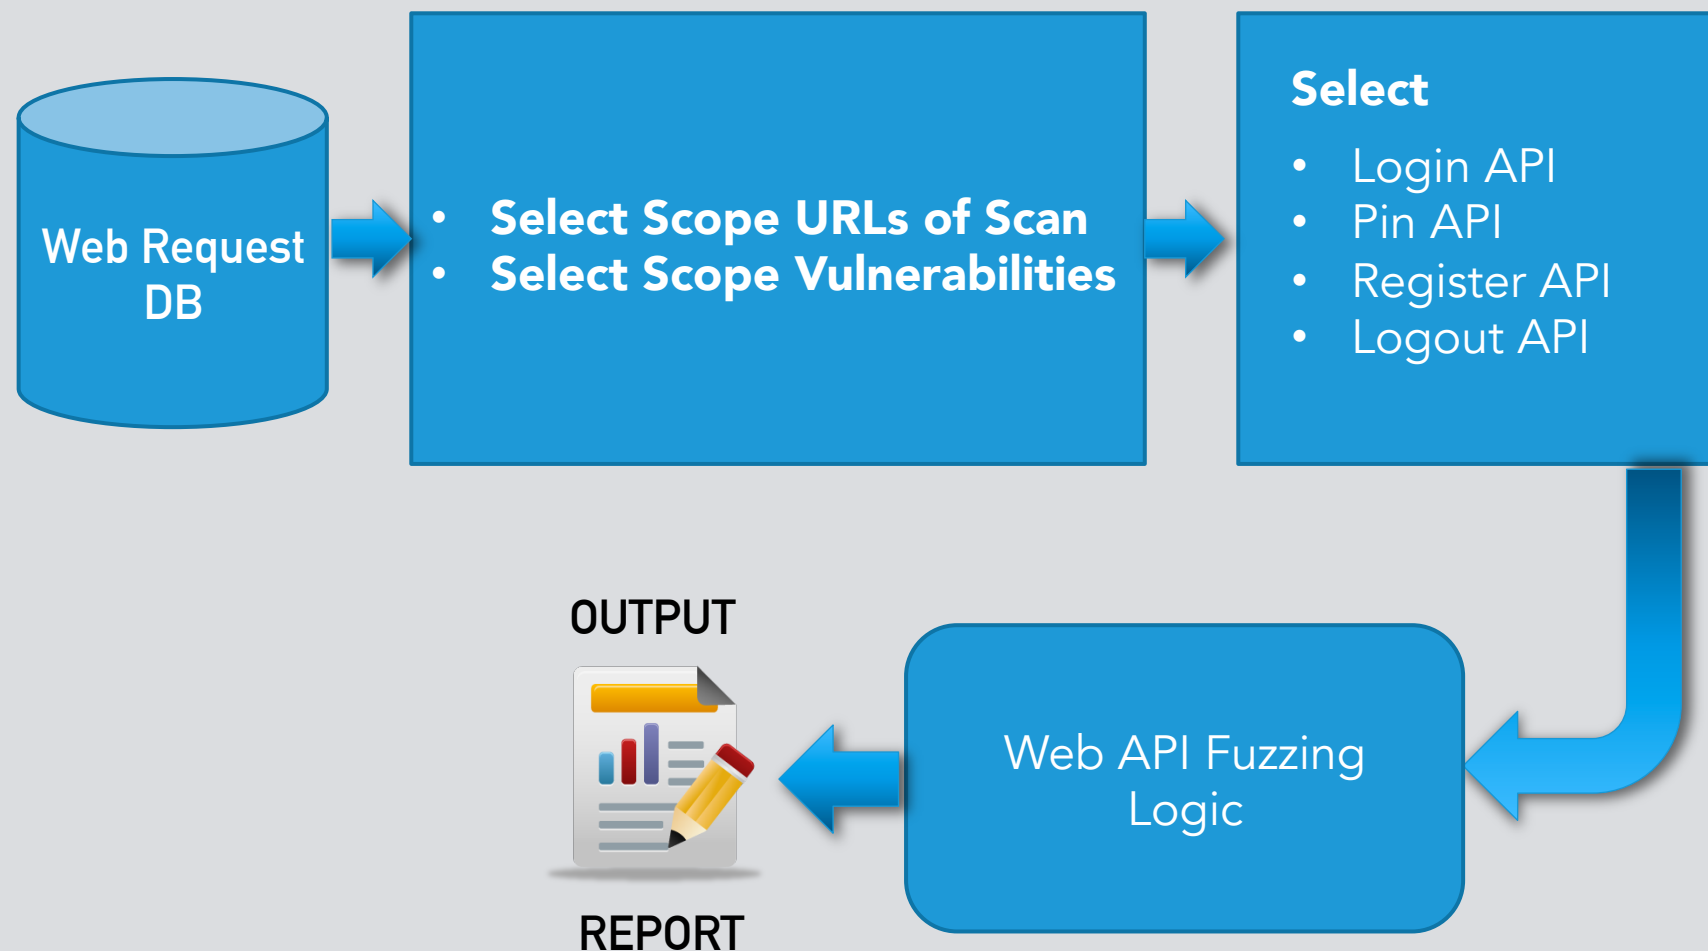 Web Request
DB
• Select Scope URLs of Scan
• Select Scope Vulnerabilities
Select
• Login API
• Pin API
• Register API
• Logout API
Web API Fuzzing
Logic
OUTPUT
REPORT